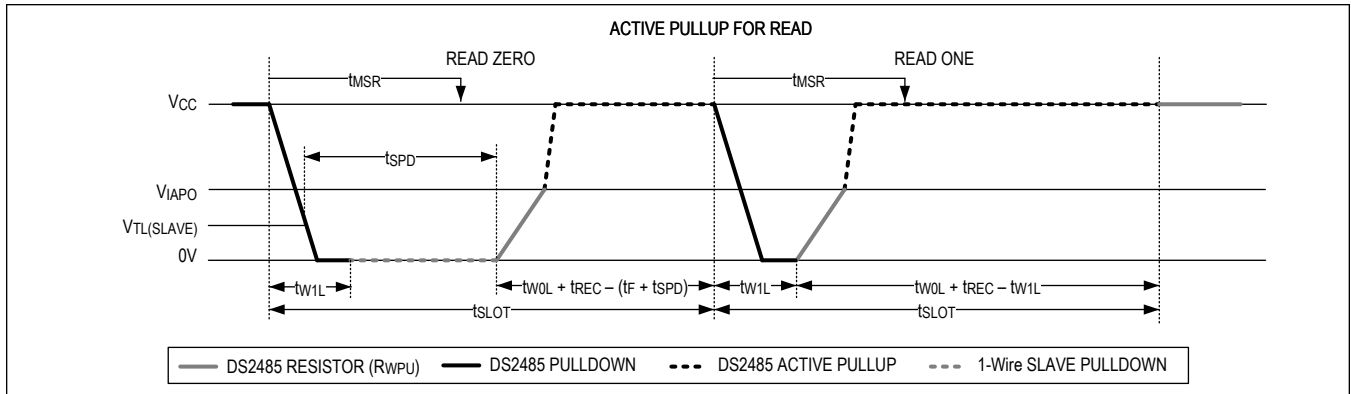 ACTIVE PULLUP FOR READ
READ ZERO READ ONE
tMSR tMSR
VCC
tSPD
VIAPO
VTL(SLAVE)
0V
tW1L tW0L + tREC – (tF + tSPD) tW1L tW0L + tREC – tW1L
tSLOT tSLOT
DS2485 RESISTOR (RWPU) DS2485 PULLDOWN DS2485 ACTIVE PULLUP 1-Wire SLAVE PULLDOWN